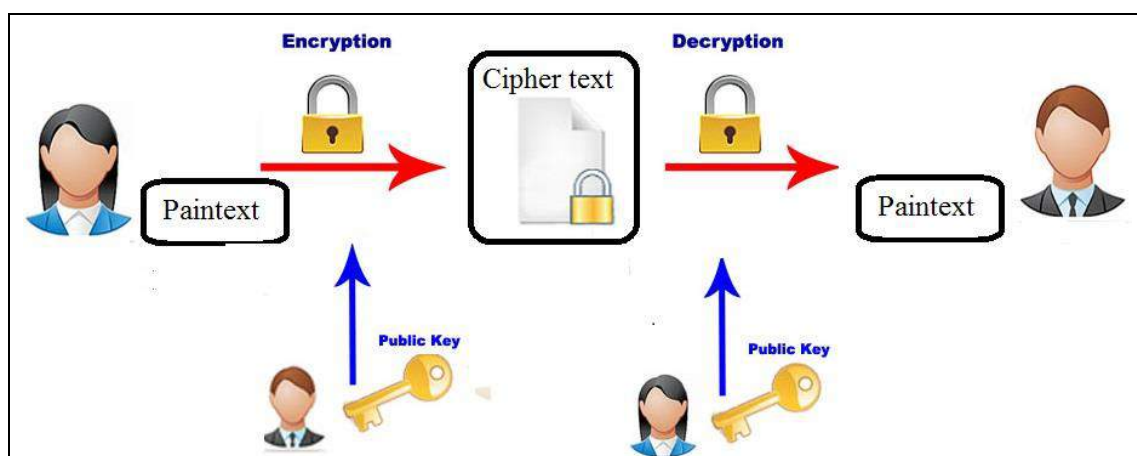 Encryption
Decryption
Cipher text
Paintext
Paintext
Public Key
Public Key